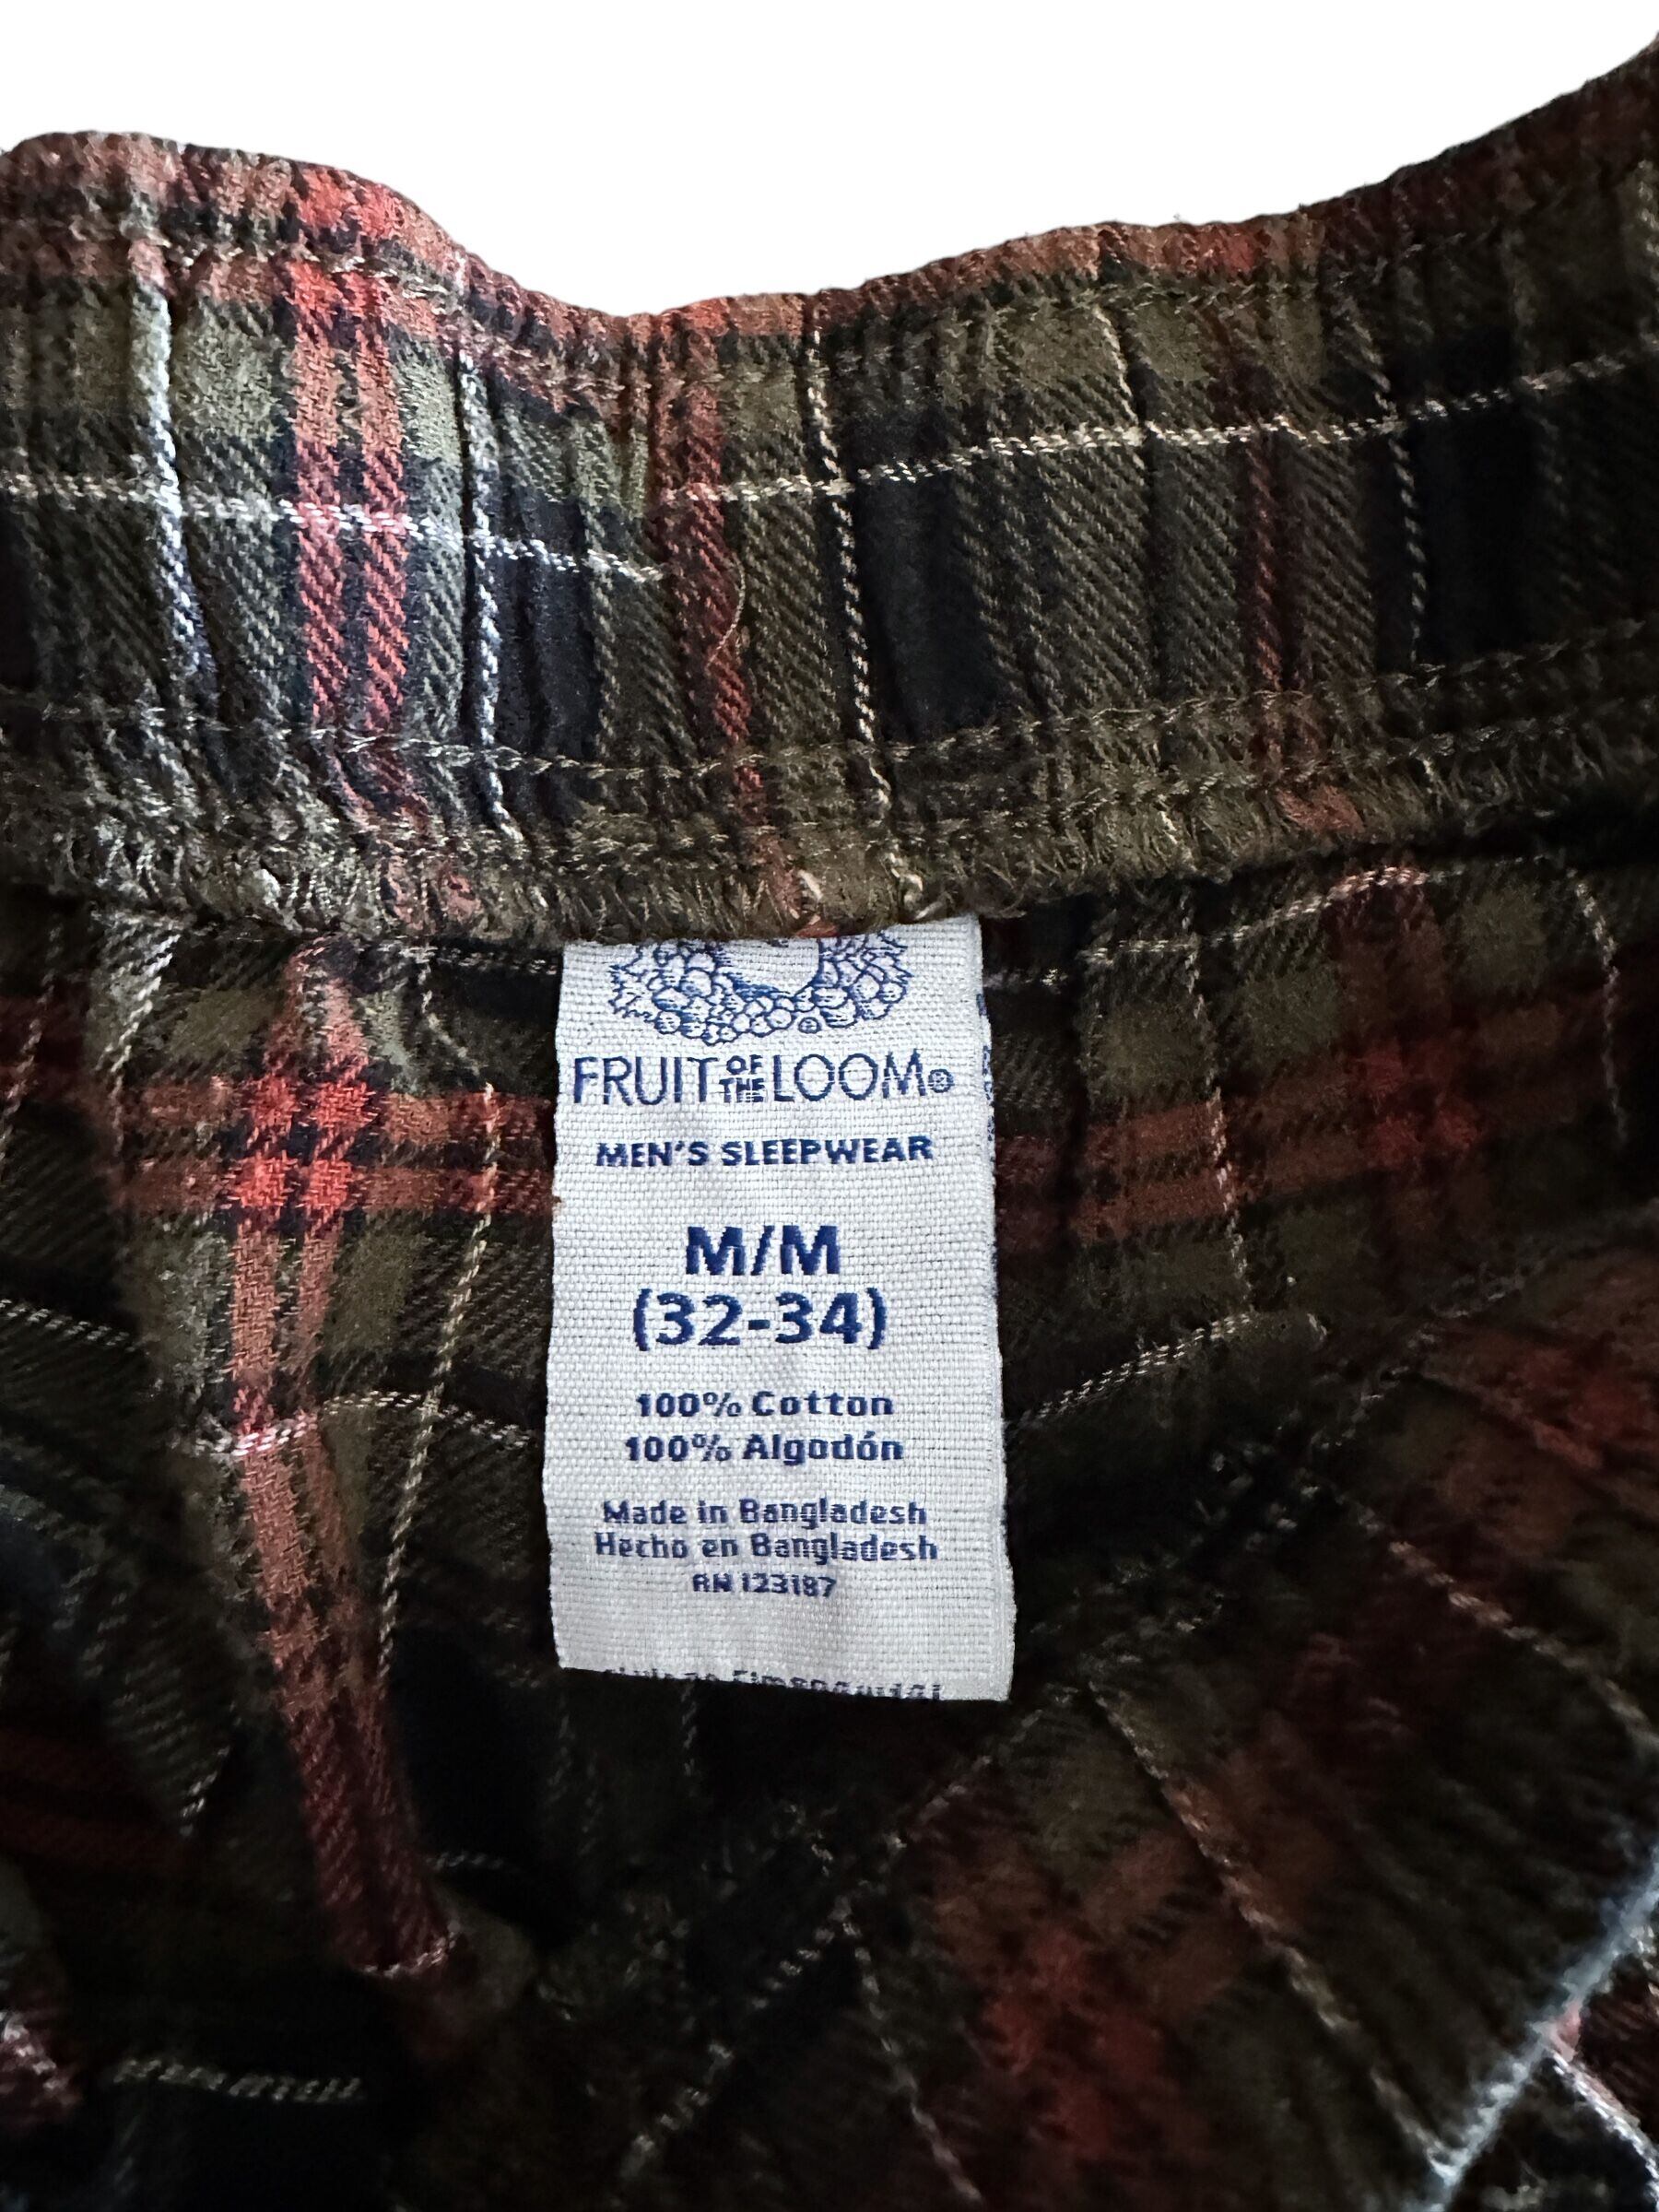 FRUIT OF THE LOOM®
MEN'S SLEEPWEAR
M/M
(32-34)
100% Cotton
100% Algodón
Made in Bangladesh
Hecho en Bangladesh
RN 123187